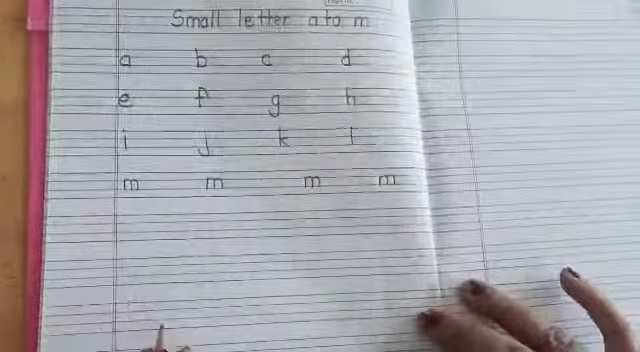 Small letter a to m
a b c d
e f g h
i j k l
m m m m